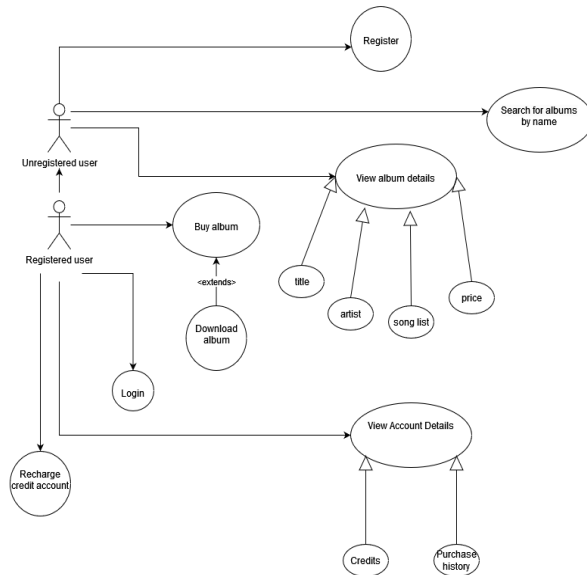 Register
Search for albums
by name
Unregistered user
View album details
Registered user
Buy album
<extends>
title
artist
song list
price
Download
album
Login
View Account Details
Recharge
credit account
Credits
Purchase
history